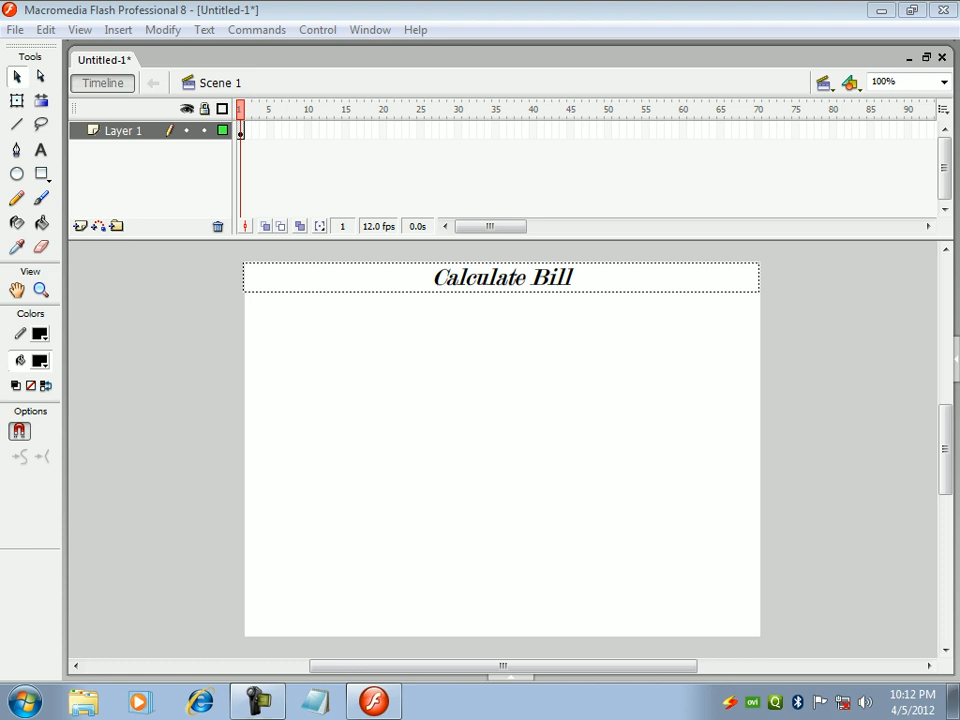 Macromedia Flash Professional 8 - [Untitled-1*]
File Edit View Insert Modify Text Commands Control Window Help
Tools
Untitled-1*
Timeline
Scene 1
100%
1 5 10 15 20 25 30 35 40 45 50 55 60 65 70 75 80 85 90
Layer 1
1 12.0 fps 0.0s
View
Colors
Options
Calculate Bill
ovi
10:12 PM
4/5/2012